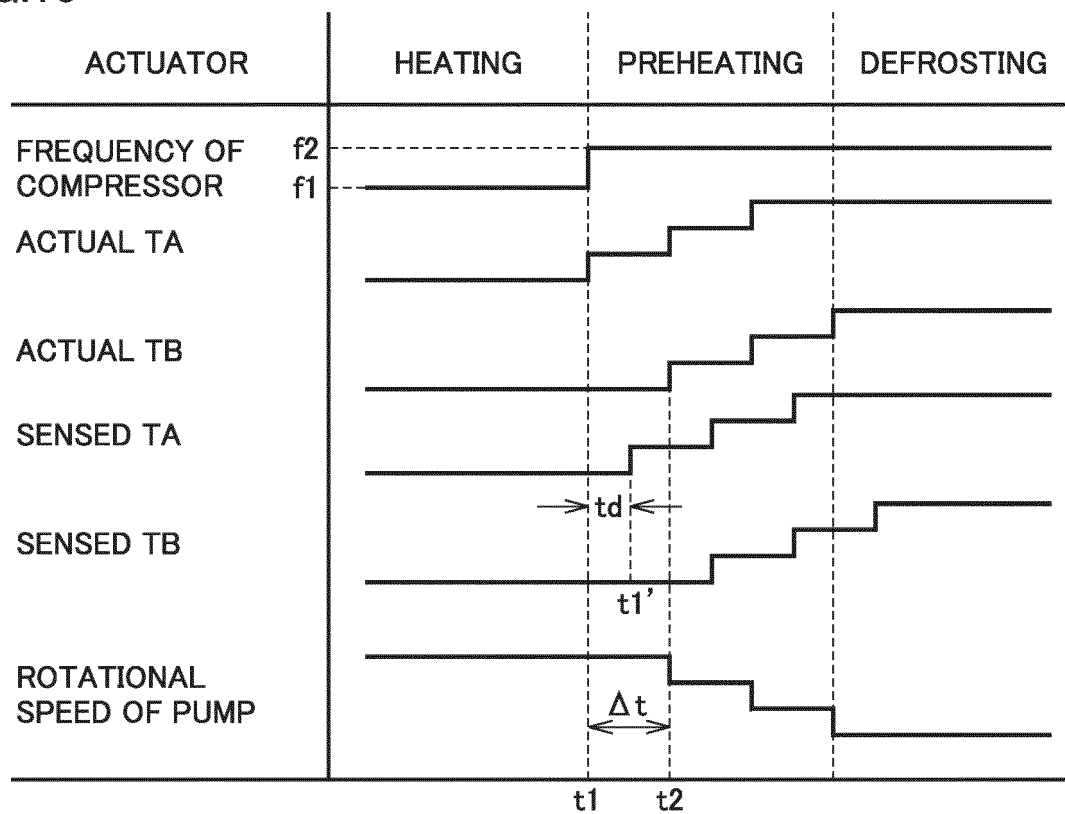 ACTUATOR HEATING PREHEATING DEFROSTING
FREQUENCY OF f2
COMPRESSOR f1
ACTUAL TA
ACTUAL TB
SENSED TA
td
SENSED TB
t1’
ROTATIONAL
SPEED OF PUMP
Δt
t1 t2